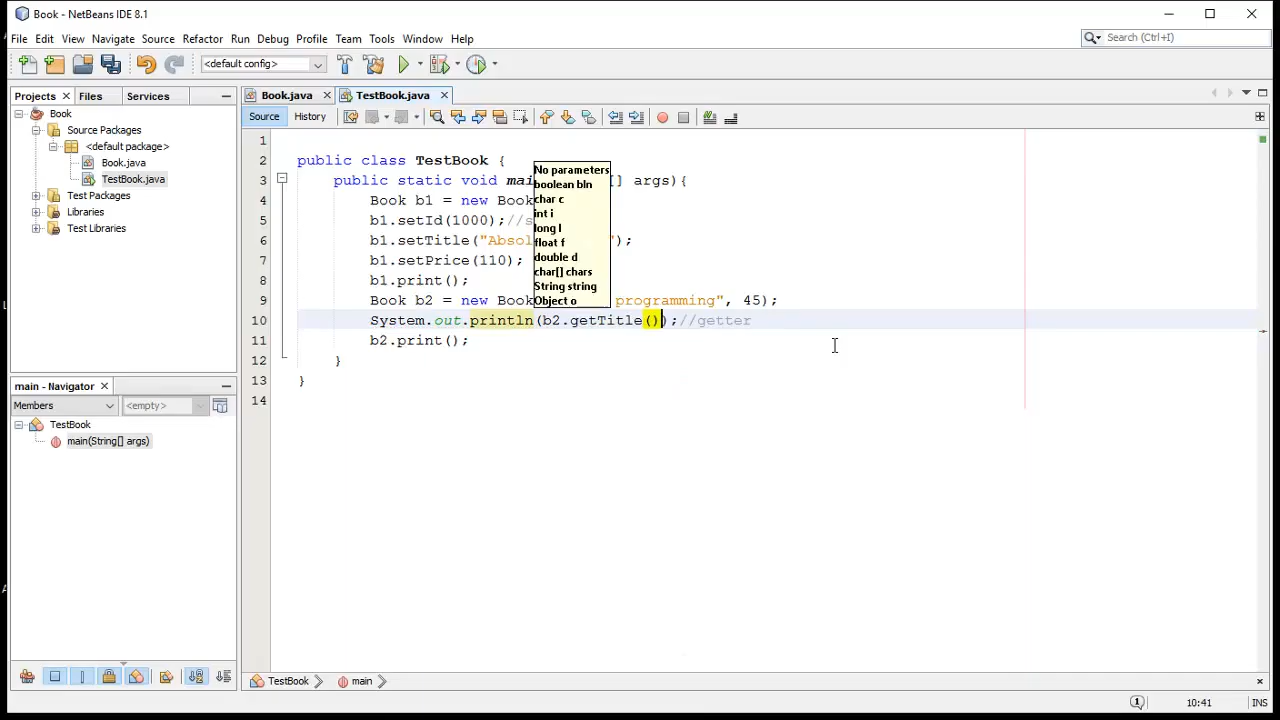 Book - NetBeans IDE 8.1
File Edit View Navigate Source Refactor Run Debug Profile Team Tools Window Help
Search (Ctrl+I)
<default config>
Projects Files Services
Book.java TestBook.java
Source History
Book
Source Packages
<default package>
Book.java
TestBook.java
Test Packages
Libraries
Test Libraries
1
2 public class TestBook {
3 public static void mai ] args){
4 Book b1 = new Book
5 b1.setId(1000);//s
6 b1.setTitle("Absol ");
7 b1.setPrice(110);
8 b1.print();
9 Book b2 = new Book programming", 45);
10 System.out.println(b2.getTitle());//getter
11 b2.print();
12 }
13 }
14
No parameters
boolean bln
char c
int i
long l
float f
double d
char[] chars
String string
Object o
main - Navigator
Members <empty>
TestBook
main(String[] args)
TestBook main
10:41 INS